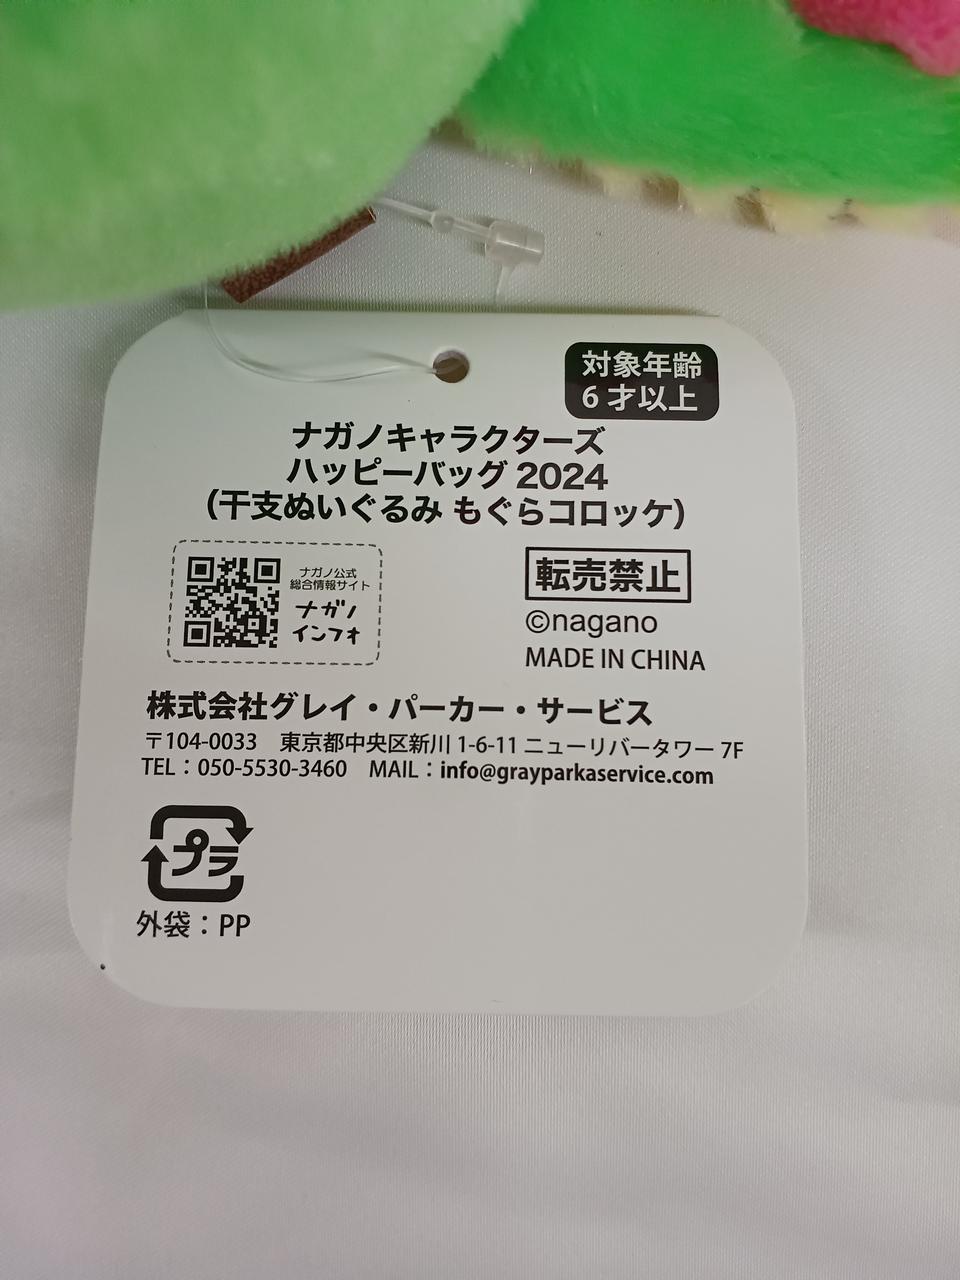 対象年齢
6才以上
ナガノキャラクターズ
ハッピーバッグ 2024
(干支ぬいぐるみ もぐらコロッケ)
ナガノ公式
総合情報サイト
ナガノ
インフォ
転売禁止
©nagano
MADE IN CHINA
株式会社グレイ・パーカー・サービス
〒104-0033 東京都中央区新川 1-6-11 ニューリバータワー 7F
TEL：050-5530-3460 MAIL：info@grayparkaservice.com
プラ
外袋：PP